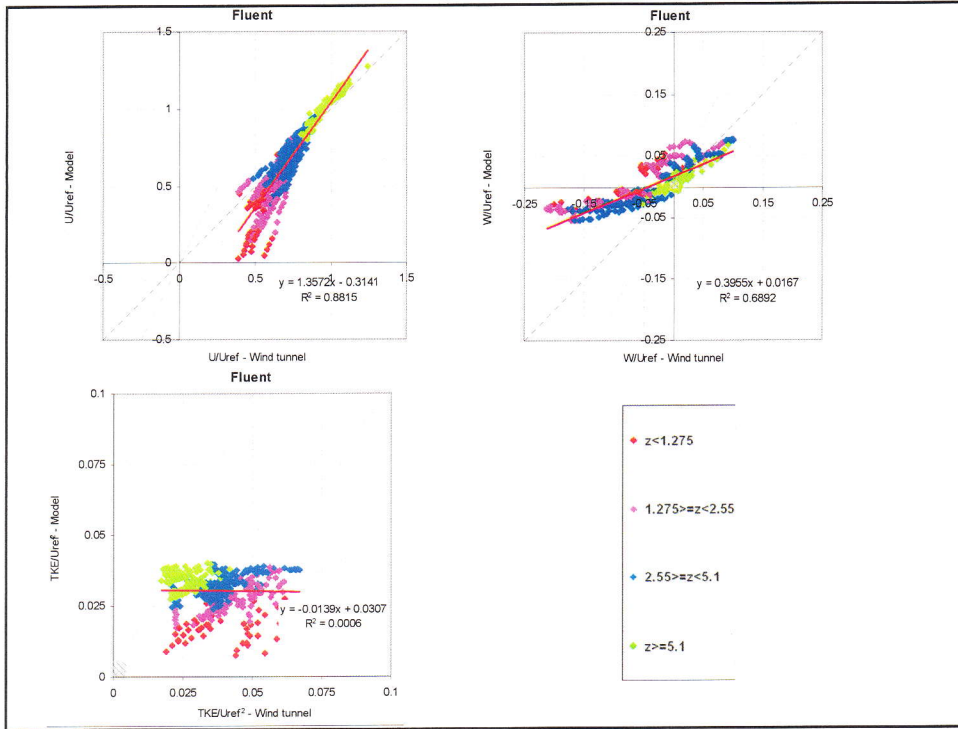 Fluent
1.5
1
0.5
0
-0.5
0
0.5
1
1.5
-0.5
U/Uref - Model
y = 1.3572x - 0.3141
R² = 0.8815
U/Uref - Wind tunnel
Fluent
0.25
0.15
0.05
-0.25
-0.15
-0.05
0.05
0.15
0.25
-0.05
-0.15
-0.25
W/Uref - Model
y = 0.3955x + 0.0167
R² = 0.6892
W/Uref - Wind tunnel
Fluent
0.1
0.075
0.05
0.025
0
0
0.025
0.05
0.075
0.1
TKE/Uref² - Model
y = -0.0139x + 0.0307
R² = 0.0006
TKE/Uref² - Wind tunnel
z<1.275
1.275>=z<2.55
2.55>=z<5.1
z>=5.1